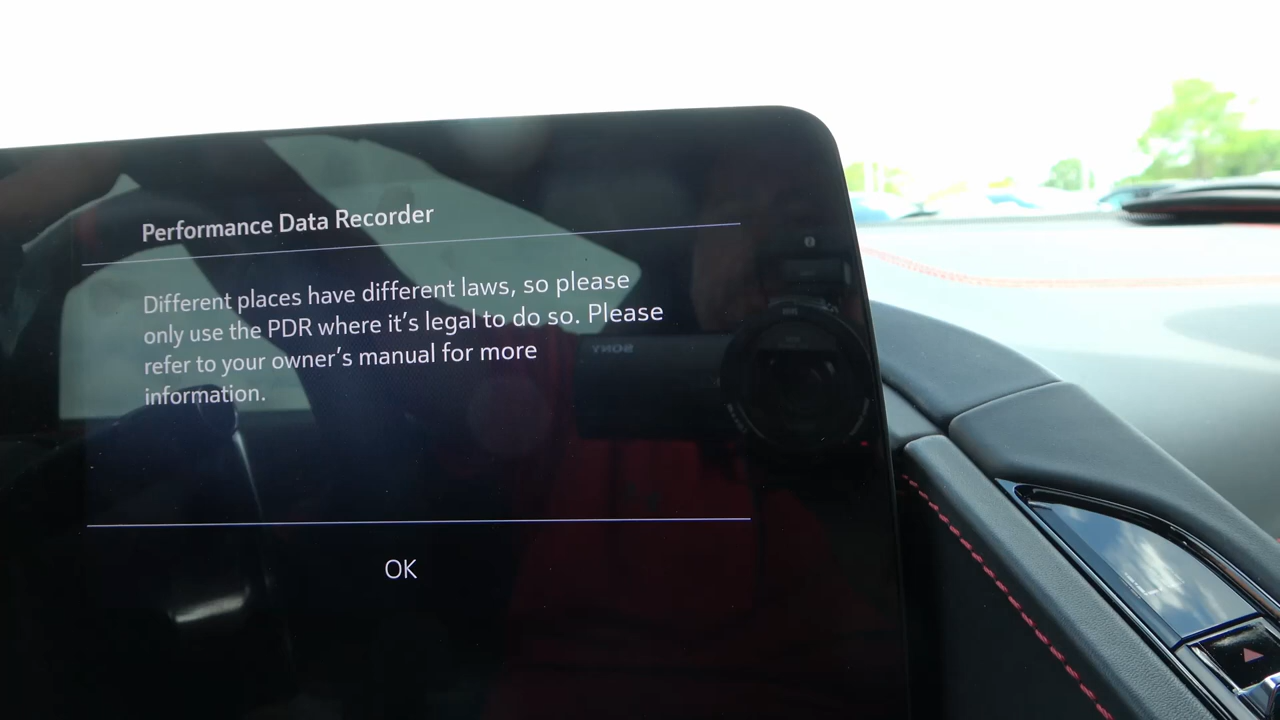 Performance Data Recorder
Different places have different laws, so please
only use the PDR where it's legal to do so. Please
refer to your owner's manual for more
information.
SONY
OK